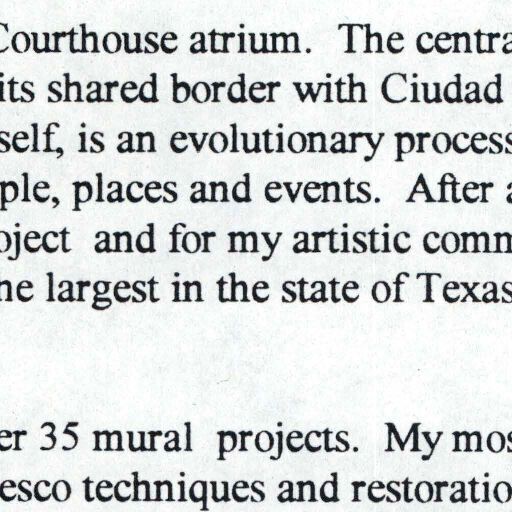 Courthouse atrium. The centra
its shared border with Ciudad
self, is an evolutionary process
ple, places and events. After a
oject and for my artistic comm
ne largest in the state of Texas
er 35 mural projects. My mos
esco techniques and restoratio